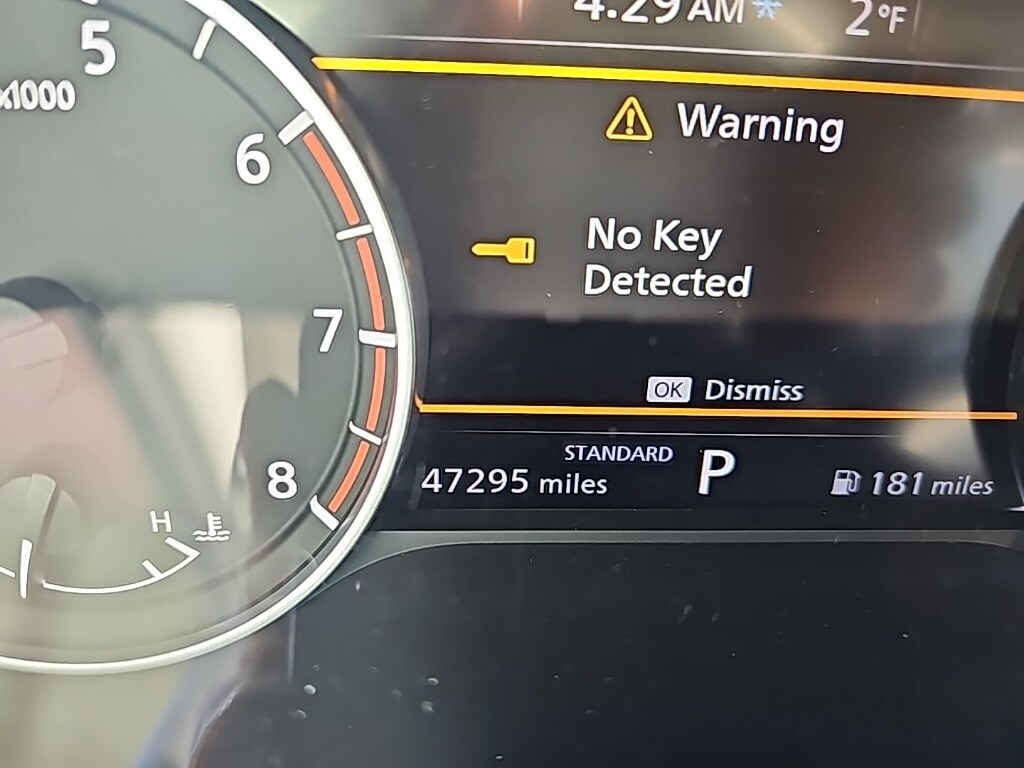 4:29 AM 2°F
5
x1000
Warning
6
No Key
Detected
7
OK Dismiss
STANDARD P
8 47295 miles 181 miles
H